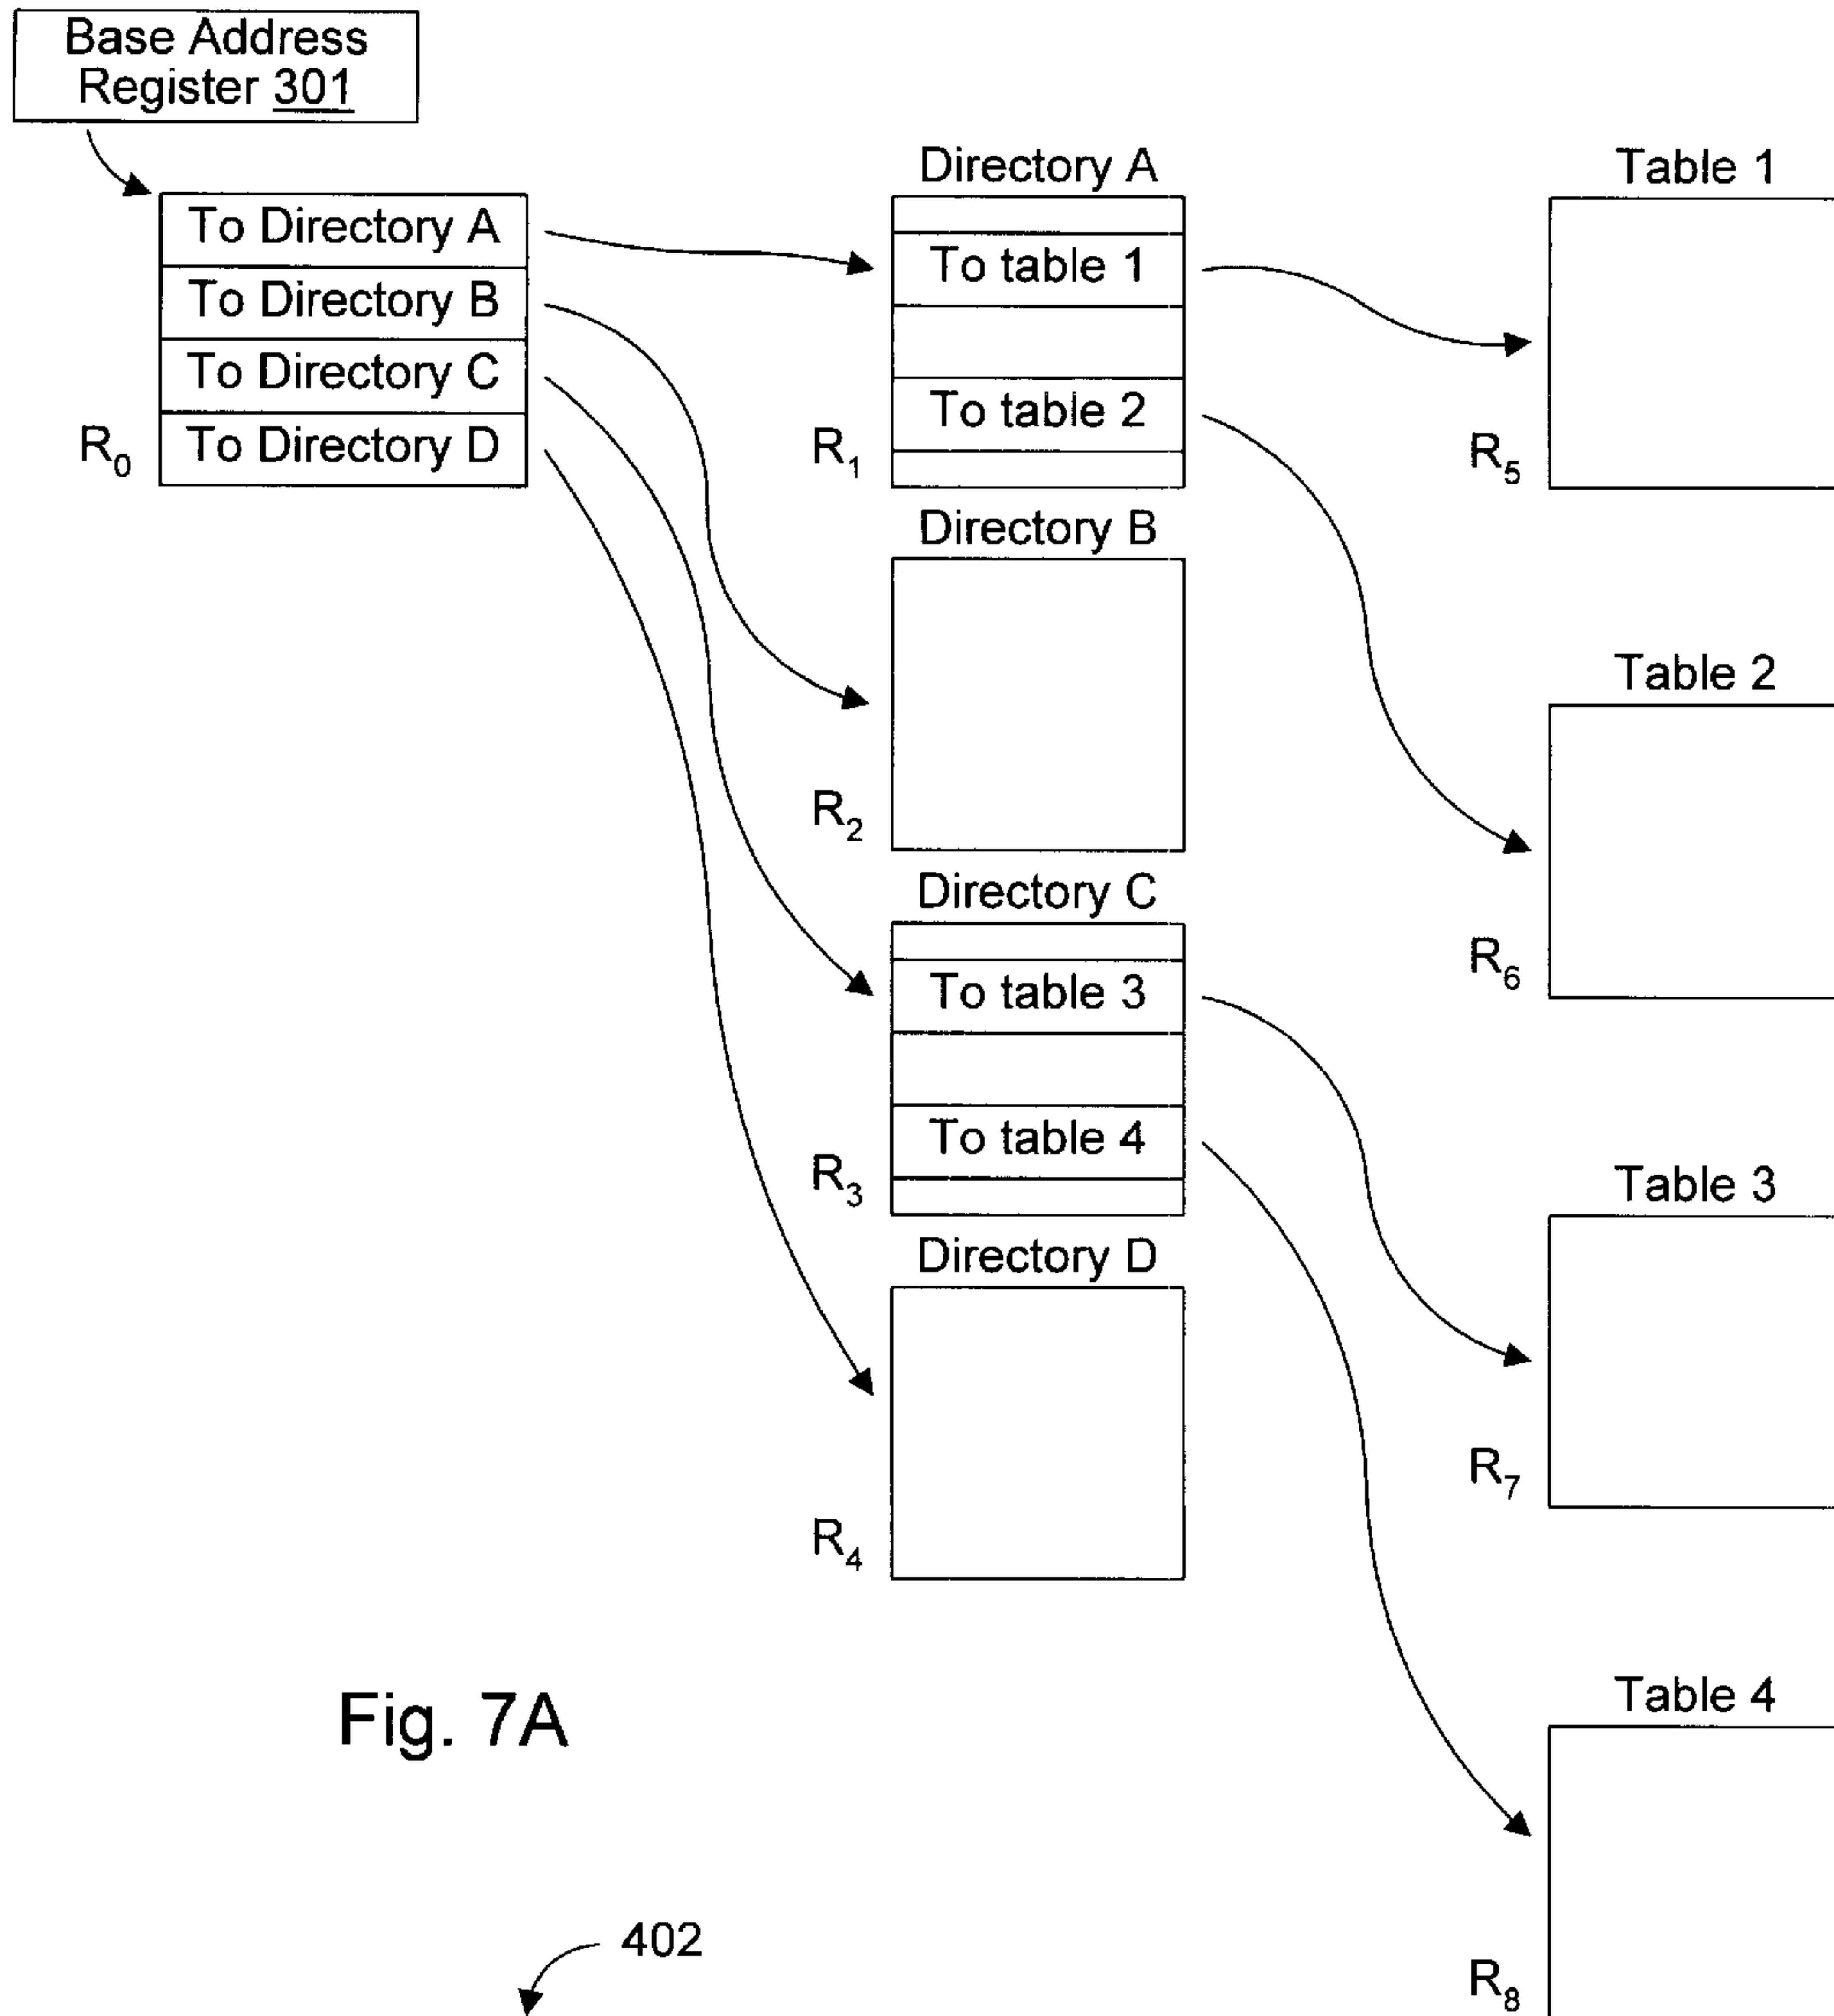 Base Address
Register 301
To Directory A
To Directory B
To Directory C
To Directory D
R0
Directory A
To table 1
To table 2
R1
Directory B
R2
Directory C
To table 3
To table 4
R3
Directory D
R4
Table 1
R5
Table 2
R6
Table 3
R7
Table 4
R8
Fig. 7A
402